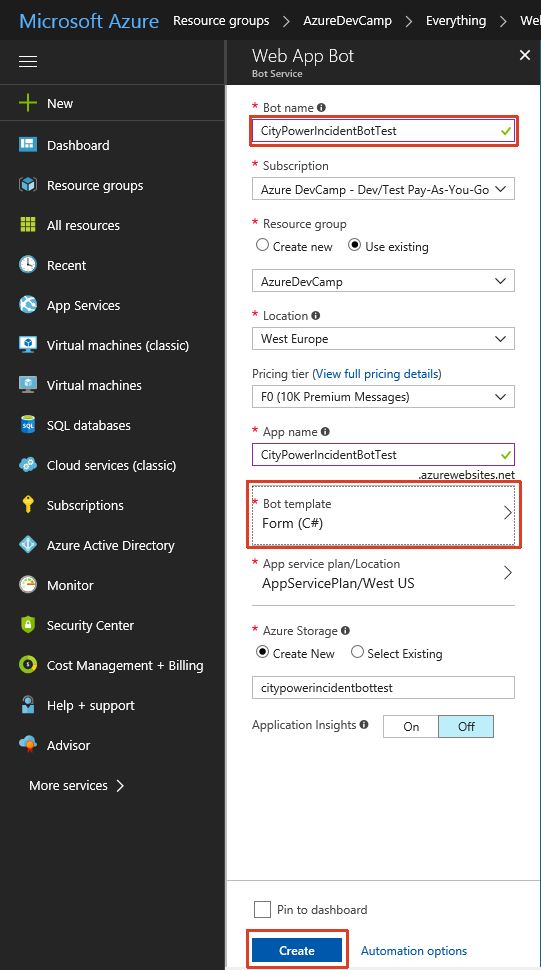 Microsoft Azure Resource groups AzureDevCamp Everything We
Web App Bot
Bot Service
New
Dashboard
Resource groups
All resources
Recent
App Services
Virtual machines (classic)
Virtual machines
SQL databases
Cloud services (classic)
Subscriptions
Azure Active Directory
Monitor
Security Center
Cost Management + Billing
Help + support
Advisor
More services
* Bot name
CityPowerIncidentBotTest
* Subscription
Azure DevCamp - Dev/Test Pay-As-You-Go
* Resource group
Create new Use existing
AzureDevCamp
* Location
West Europe
Pricing tier (View full pricing details)
F0 (10K Premium Messages)
* App name
CityPowerIncidentBotTest
.azurewebsites.net
* Bot template
Form (C#)
* App service plan/Location
AppServicePlan/West US
* Azure Storage
Create New Select Existing
citypowerincidentbottest
Application Insights On Off
Pin to dashboard
Create Automation options